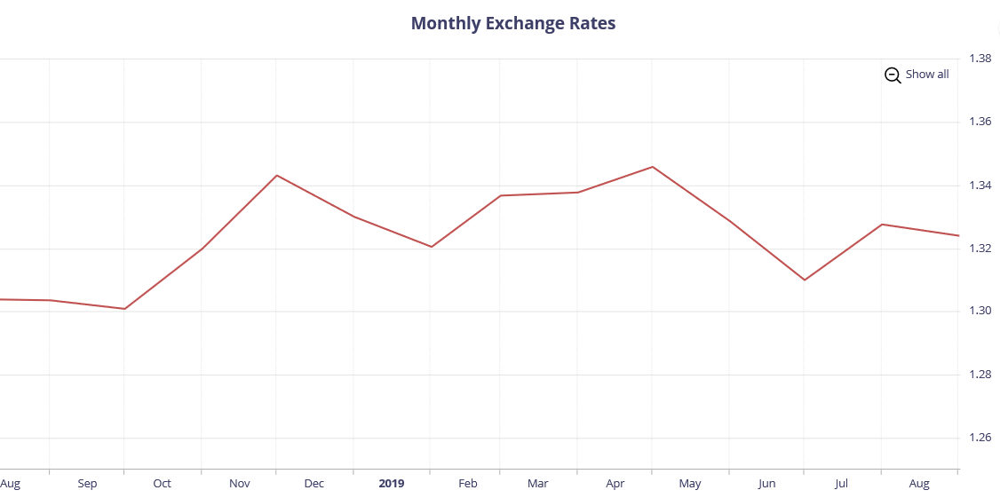 Monthly Exchange Rates
Show all
1.38
1.36
1.34
1.32
1.30
1.28
1.26
Aug Sep Oct Nov Dec 2019 Feb Mar Apr May Jun Jul Aug